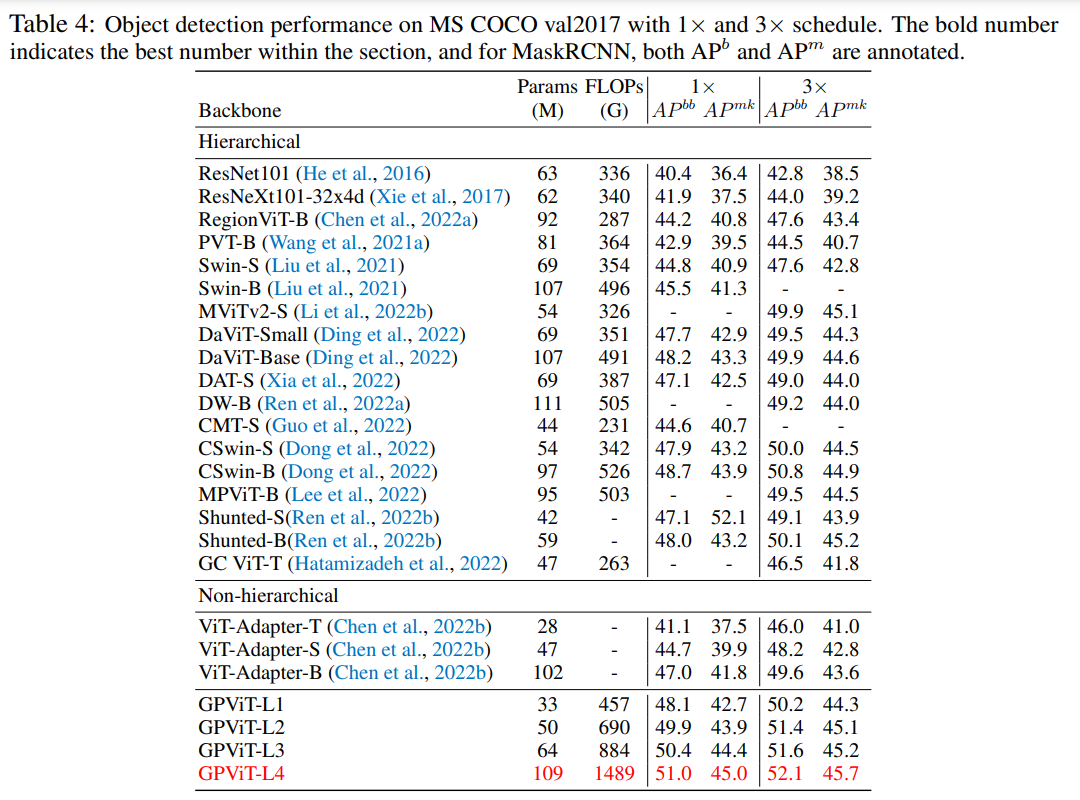 Table 4: Object detection performance on MS COCO val2017 with 1× and 3× schedule. The bold number
indicates the best number within the section, and for MaskRCNN, both APᵇ and APᵐ are annotated.
Params FLOPs 1× 3×
Backbone (M) (G) APᵇᵇ APᵐᵏ APᵇᵇ APᵐᵏ
Hierarchical
ResNet101 (He et al., 2016) 63 336 40.4 36.4 42.8 38.5
ResNeXt101-32x4d (Xie et al., 2017) 62 340 41.9 37.5 44.0 39.2
RegionViT-B (Chen et al., 2022a) 92 287 44.2 40.8 47.6 43.4
PVT-B (Wang et al., 2021a) 81 364 42.9 39.5 44.5 40.7
Swin-S (Liu et al., 2021) 69 354 44.8 40.9 47.6 42.8
Swin-B (Liu et al., 2021) 107 496 45.5 41.3 - -
MViTv2-S (Li et al., 2022b) 54 326 - - 49.9 45.1
DaViT-Small (Ding et al., 2022) 69 351 47.7 42.9 49.5 44.3
DaViT-Base (Ding et al., 2022) 107 491 48.2 43.3 49.9 44.6
DAT-S (Xia et al., 2022) 69 387 47.1 42.5 49.0 44.0
DW-B (Ren et al., 2022a) 111 505 - - 49.2 44.0
CMT-S (Guo et al., 2022) 44 231 44.6 40.7 - -
CSwin-S (Dong et al., 2022) 54 342 47.9 43.2 50.0 44.5
CSwin-B (Dong et al., 2022) 97 526 48.7 43.9 50.8 44.9
MPViT-B (Lee et al., 2022) 95 503 - - 49.5 44.5
Shunted-S(Ren et al., 2022b) 42 - 47.1 52.1 49.1 43.9
Shunted-B(Ren et al., 2022b) 59 - 48.0 43.2 50.1 45.2
GC ViT-T (Hatamizadeh et al., 2022) 47 263 - - 46.5 41.8
Non-hierarchical
ViT-Adapter-T (Chen et al., 2022b) 28 - 41.1 37.5 46.0 41.0
ViT-Adapter-S (Chen et al., 2022b) 47 - 44.7 39.9 48.2 42.8
ViT-Adapter-B (Chen et al., 2022b) 102 - 47.0 41.8 49.6 43.6
GPViT-L1 33 457 48.1 42.7 50.2 44.3
GPViT-L2 50 690 49.9 43.9 51.4 45.1
GPViT-L3 64 884 50.4 44.4 51.6 45.2
GPViT-L4 109 1489 51.0 45.0 52.1 45.7